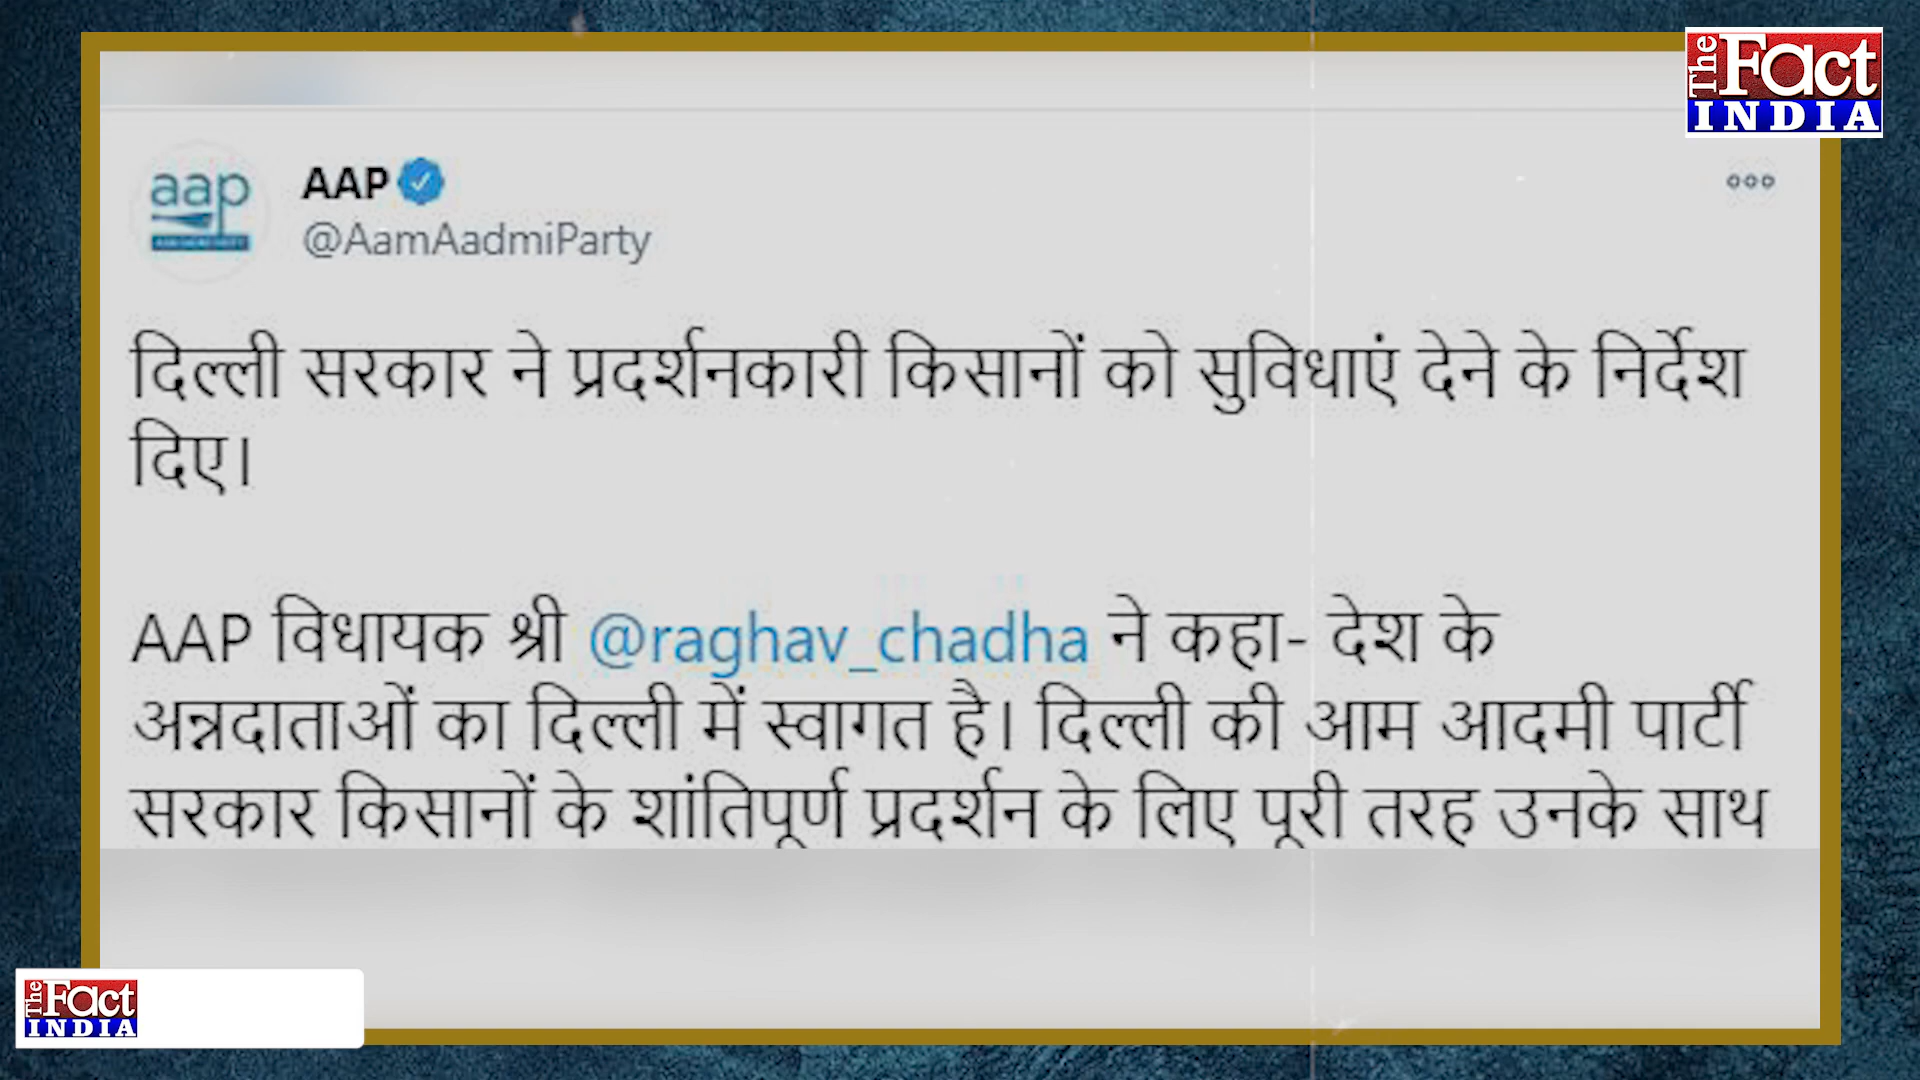 The Fact
INDIA
aap
AAP
@AamAadmiParty
दिल्ली सरकार ने प्रदर्शनकारी किसानों को सुविधाएं देने के निर्देश
दिए।
AAP विधायक श्री @raghav_chadha ने कहा- देश के
अन्नदाताओं का दिल्ली में स्वागत है। दिल्ली की आम आदमी पार्टी
सरकार किसानों के शांतिपूर्ण प्रदर्शन के लिए पूरी तरह उनके साथ
The Fact
INDIA